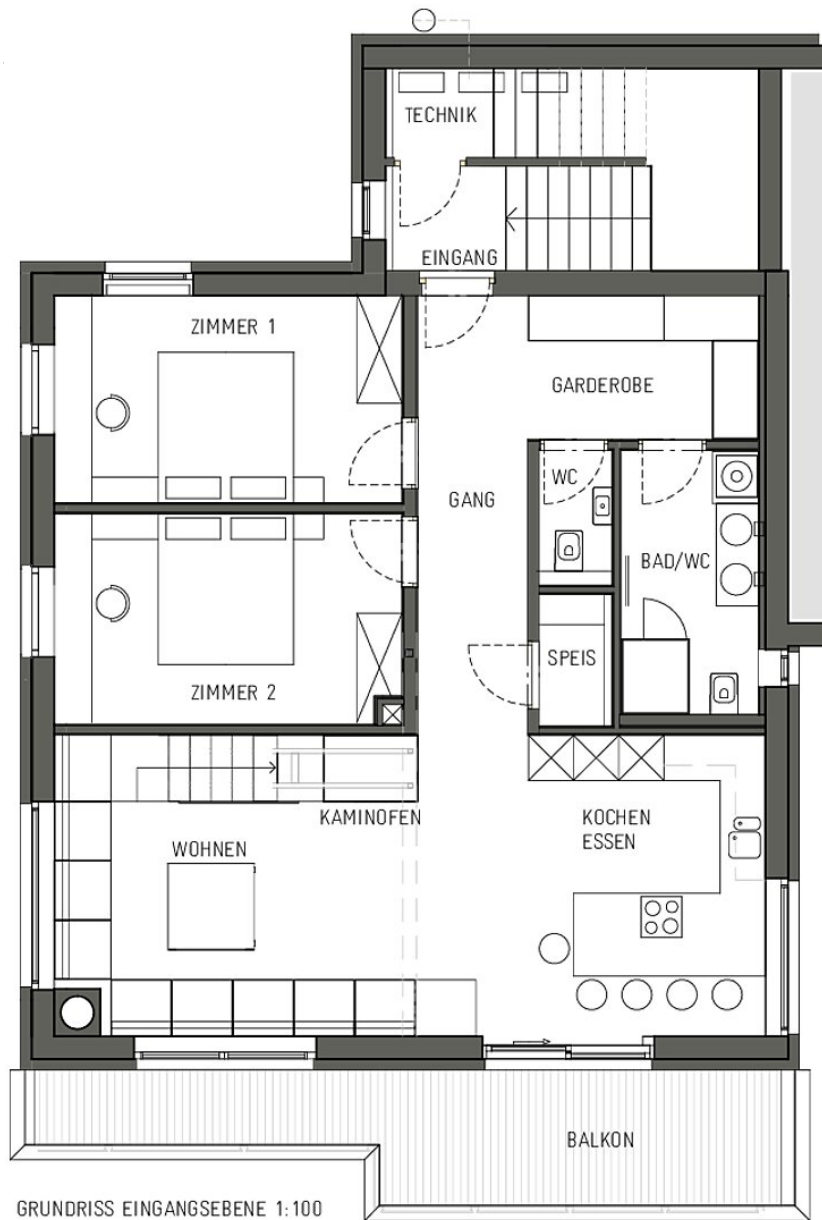 TECHNIK
EINGANG
ZIMMER 1
GARDEROBE
WC
GANG
BAD/WC
SPEIS
ZIMMER 2
KAMINOFEN
KOCHEN
ESSEN
WOHNEN
BALKON
GRUNDRISS EINGANGSEBENE 1:100